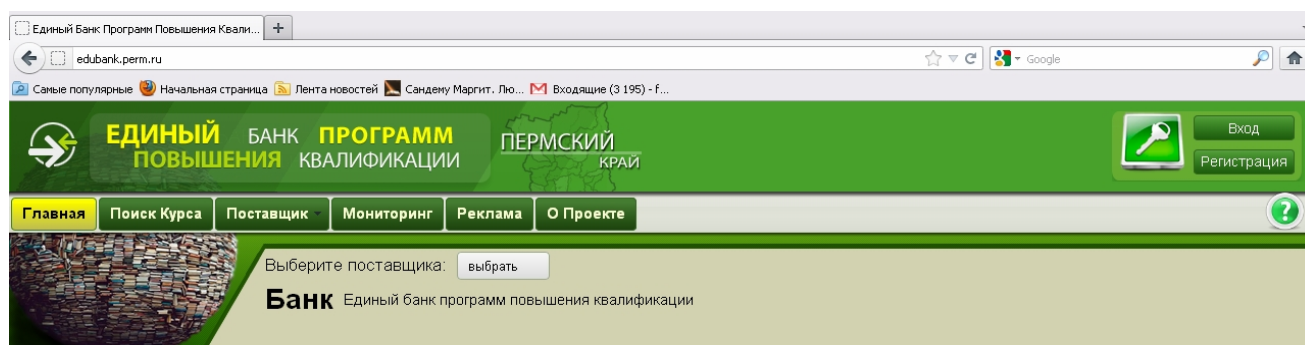 Единый Банк Программ Повышения Квали... +
edubank.perm.ru Google
Самые популярные Начальная страница Лента новостей Сандему Маргит. Лю... Входящие (3 195) - f...
ЕДИНЫЙ БАНК ПРОГРАММ
ПОВЫШЕНИЯ КВАЛИФИКАЦИИ
ПЕРМСКИЙ
КРАЙ
Вход
Регистрация
Главная Поиск Курса Поставщик Мониторинг Реклама О Проекте ?
Выберите поставщика: выбрать
Банк Единый банк программ повышения квалификации